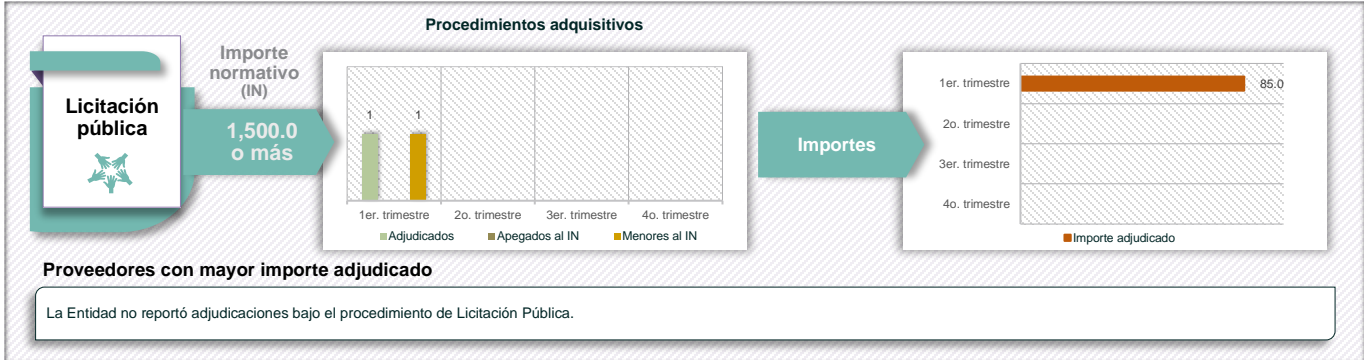 Procedimientos adquisitivos
Licitación
pública
Importe
normativo
(IN)
1,500.0
o más
1
1
1er. trimestre
2o. trimestre
3er. trimestre
4o. trimestre
Adjudicados
Apegados al IN
Menores al IN
Importes
1er. trimestre
85.0
2o. trimestre
3er. trimestre
4o. trimestre
Importe adjudicado
Proveedores con mayor importe adjudicado
La Entidad no reportó adjudicaciones bajo el procedimiento de Licitación Pública.